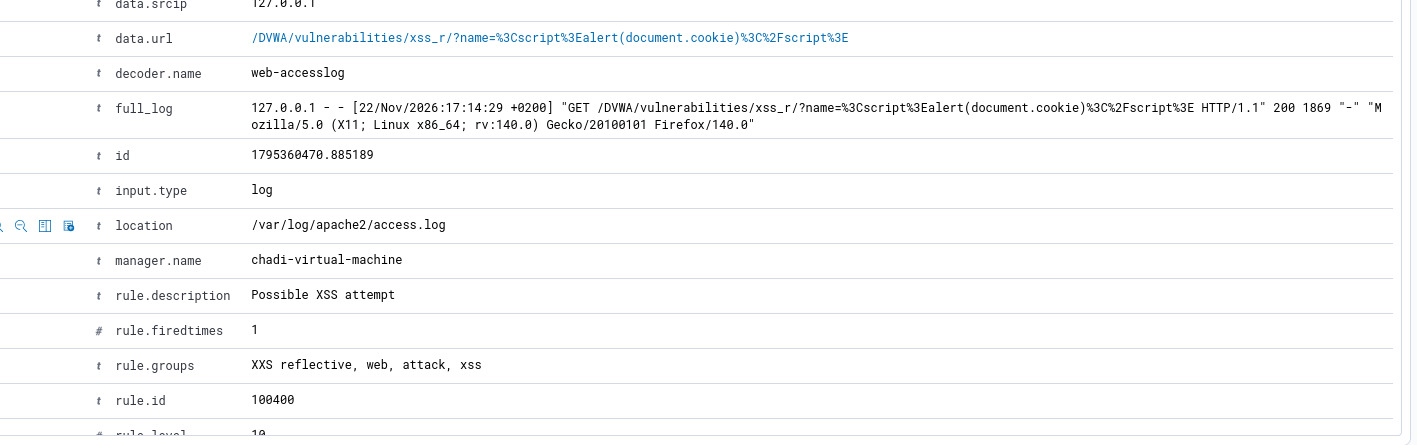 t data.srcip 127.0.0.1
t data.url /DVWA/vulnerabilities/xss_r/?name=%3Cscript%3Ealert(document.cookie)%3C%2Fscript%3E
t decoder.name web-accesslog
t full_log 127.0.0.1 - - [22/Nov/2026:17:14:29 +0200] "GET /DVWA/vulnerabilities/xss_r/?name=%3Cscript%3Ealert(document.cookie)%3C%2Fscript%3E HTTP/1.1" 200 1869 "-" "M
ozilla/5.0 (X11; Linux x86_64; rv:140.0) Gecko/20100101 Firefox/140.0"
t id 1795360470.885189
t input.type log
t location /var/log/apache2/access.log
t manager.name chadi-virtual-machine
t rule.description Possible XSS attempt
# rule.firedtimes 1
t rule.groups XXS reflective, web, attack, xss
t rule.id 100400
# rule.level 10